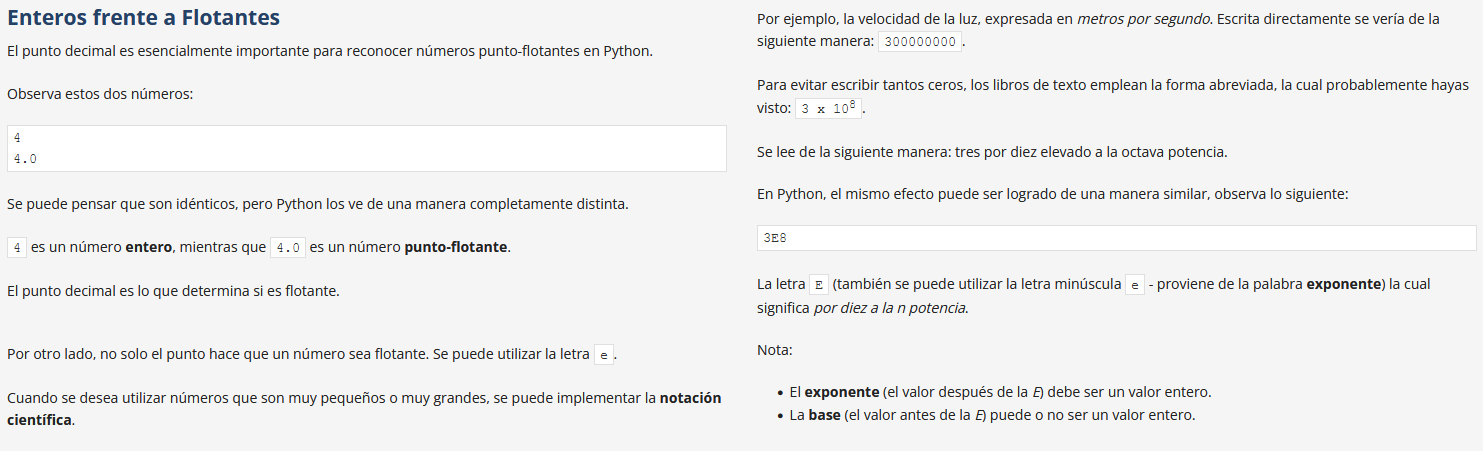 Enteros frente a Flotantes
El punto decimal es esencialmente importante para reconocer números punto-flotantes en Python.
Observa estos dos números:
4
4.0
Se puede pensar que son idénticos, pero Python los ve de una manera completamente distinta.
4 es un número entero, mientras que 4.0 es un número punto-flotante.
El punto decimal es lo que determina si es flotante.
Por otro lado, no solo el punto hace que un número sea flotante. Se puede utilizar la letra e.
Cuando se desea utilizar números que son muy pequeños o muy grandes, se puede implementar la notación
científica.
Por ejemplo, la velocidad de la luz, expresada en metros por segundo. Escrita directamente se vería de la
siguiente manera: 300000000.
Para evitar escribir tantos ceros, los libros de texto emplean la forma abreviada, la cual probablemente hayas
visto: 3 x 10⁸.
Se lee de la siguiente manera: tres por diez elevado a la octava potencia.
En Python, el mismo efecto puede ser logrado de una manera similar, observa lo siguiente:
3E8
La letra E (también se puede utilizar la letra minúscula e - proviene de la palabra exponente) la cual
significa por diez a la n potencia.
Nota:
• El exponente (el valor después de la E) debe ser un valor entero.
• La base (el valor antes de la E) puede o no ser un valor entero.